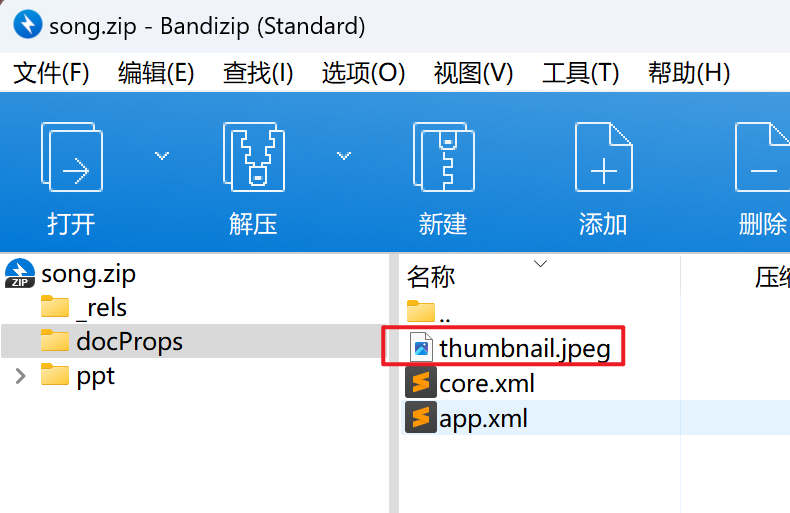 song.zip - Bandizip (Standard)
文件(F) 编辑(E) 查找(I) 选项(O) 视图(V) 工具(T) 帮助(H)
打开 解压 新建 添加 删除
song.zip
_rels
docProps
ppt
名称 压缩
..
thumbnail.jpeg
core.xml
app.xml
ZIP